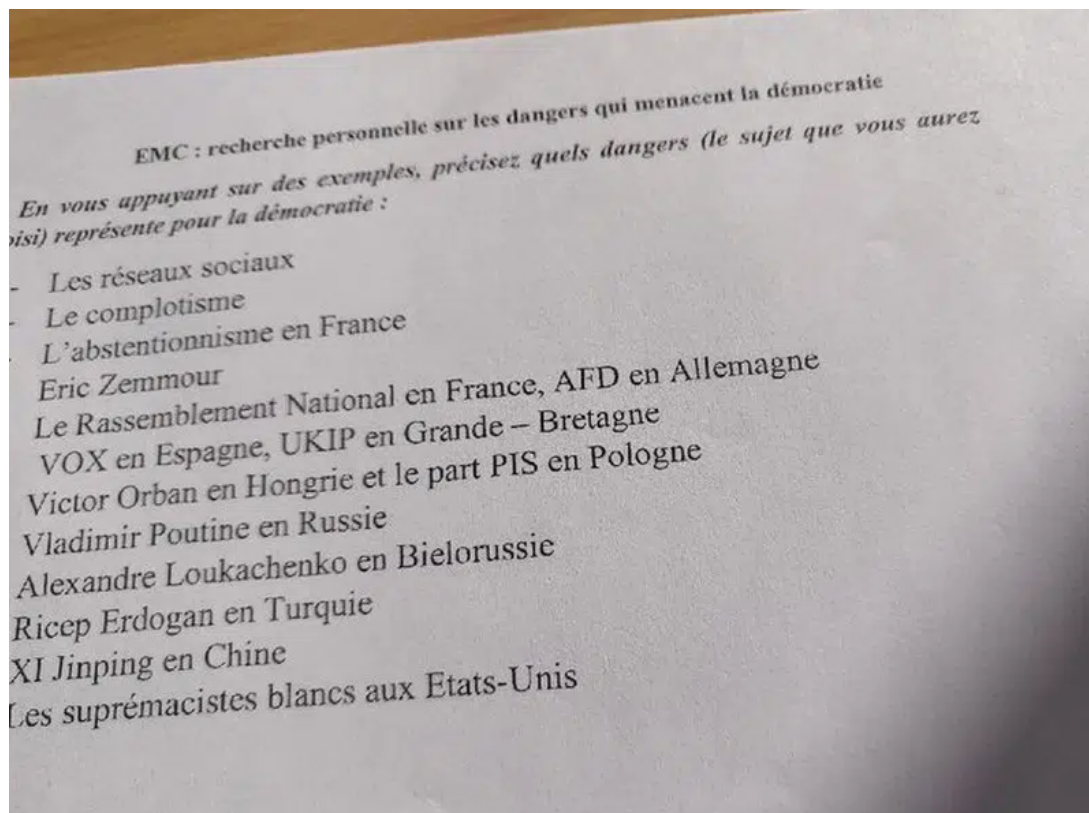 EMC : recherche personnelle sur les dangers qui menacent la démocratie
En vous appuyant sur des exemples, précisez quels dangers (le sujet que vous aurez
oisi) représente pour la démocratie :
- Les réseaux sociaux
- Le complotisme
- L'abstentionnisme en France
Eric Zemmour
Le Rassemblement National en France, AFD en Allemagne
VOX en Espagne, UKIP en Grande – Bretagne
Victor Orban en Hongrie et le part PIS en Pologne
Vladimir Poutine en Russie
Alexandre Loukachenko en Bielorussie
Ricep Erdogan en Turquie
XI Jinping en Chine
Les suprémacistes blancs aux Etats-Unis